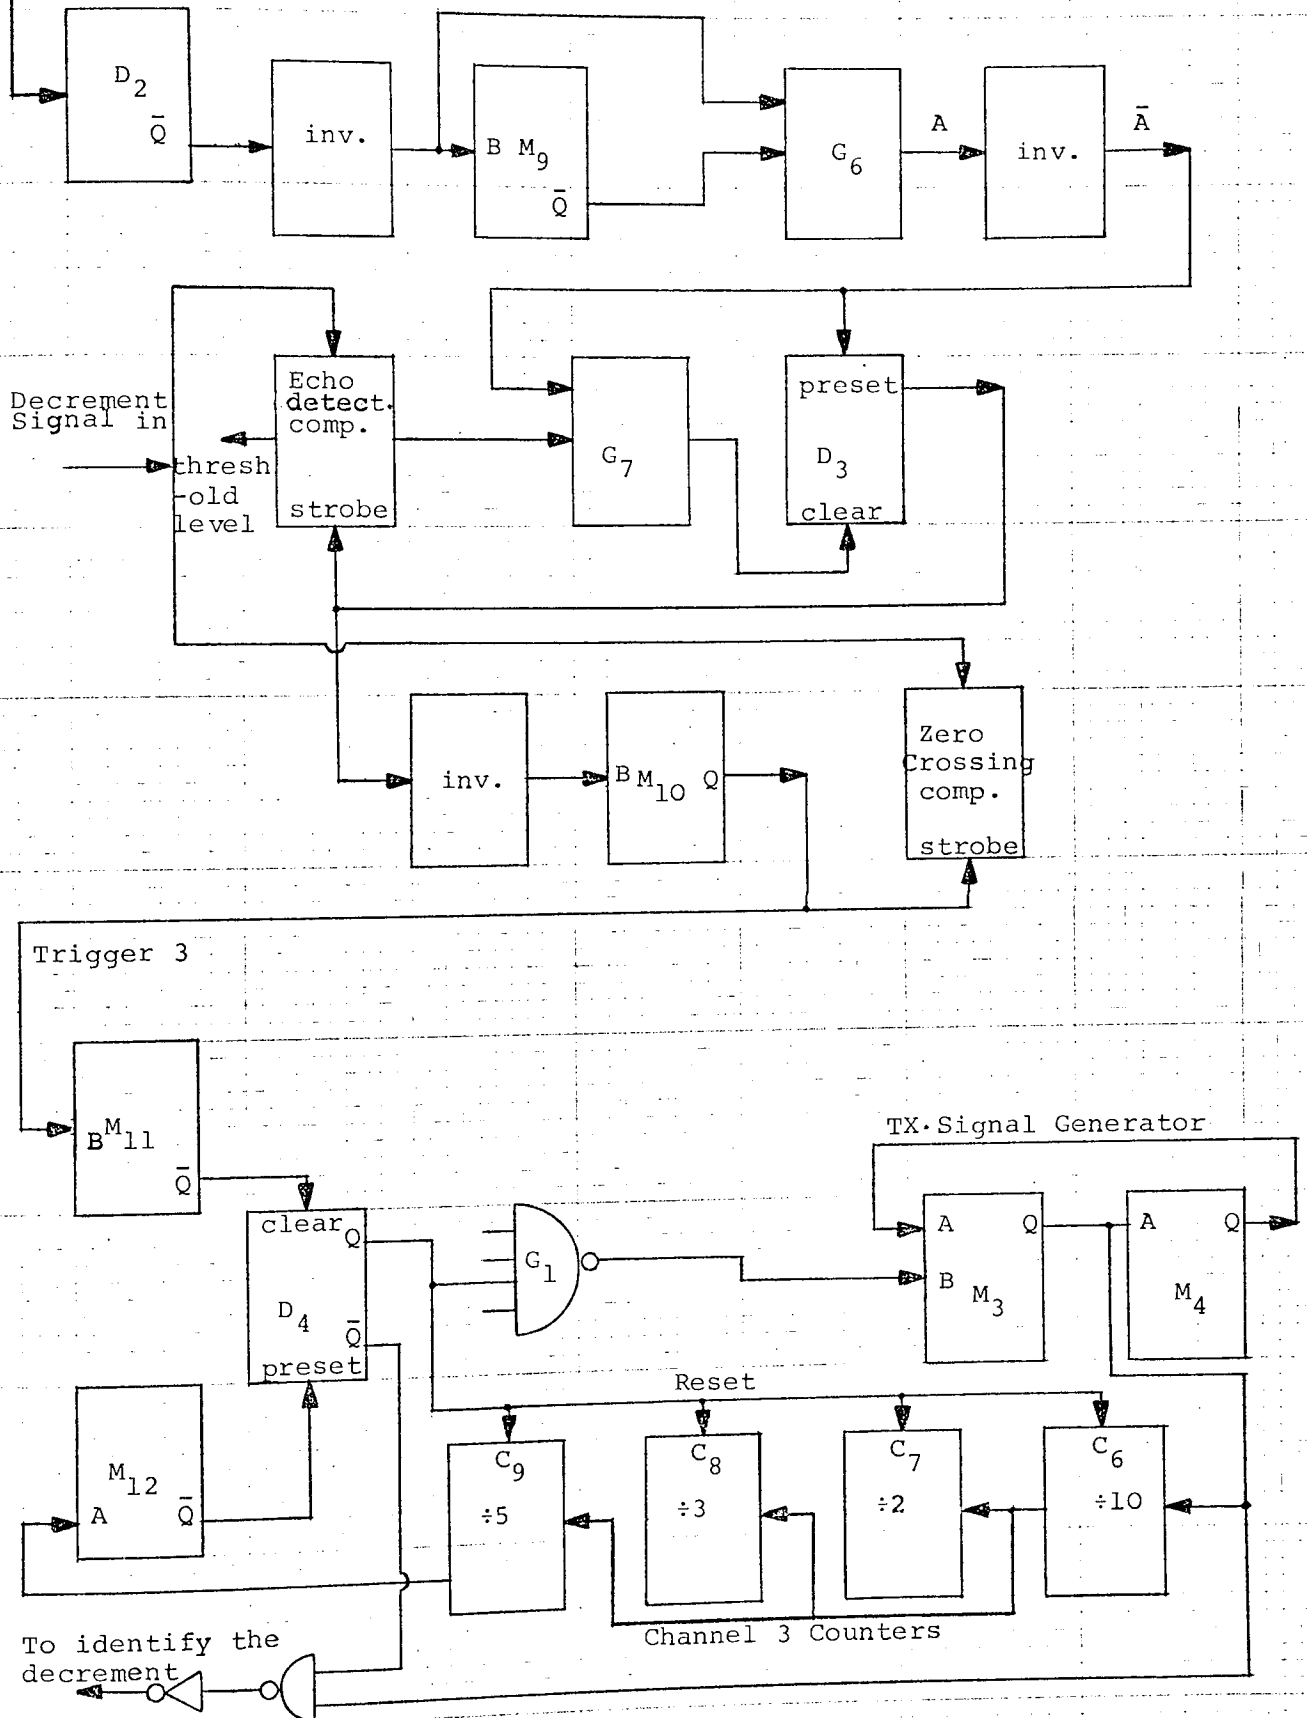 D2
Q̄
inv.
B M9
Q̄
G6
A
inv.
Ā
Decrement
Signal in
thresh
-old
level
Echo
detect.
comp.
strobe
G7
preset
D3
clear
inv.
B M10 Q
Zero
Crossing
comp.
strobe
Trigger 3
B M11
Q̄
clear
Q
D4
Q̄
preset
G1
TX.Signal Generator
A Q
B M3
A Q
M4
Reset
M12
A Q̄
C9
÷5
C8
÷3
C7
÷2
C6
÷10
Channel 3 Counters
To identify the
decrement